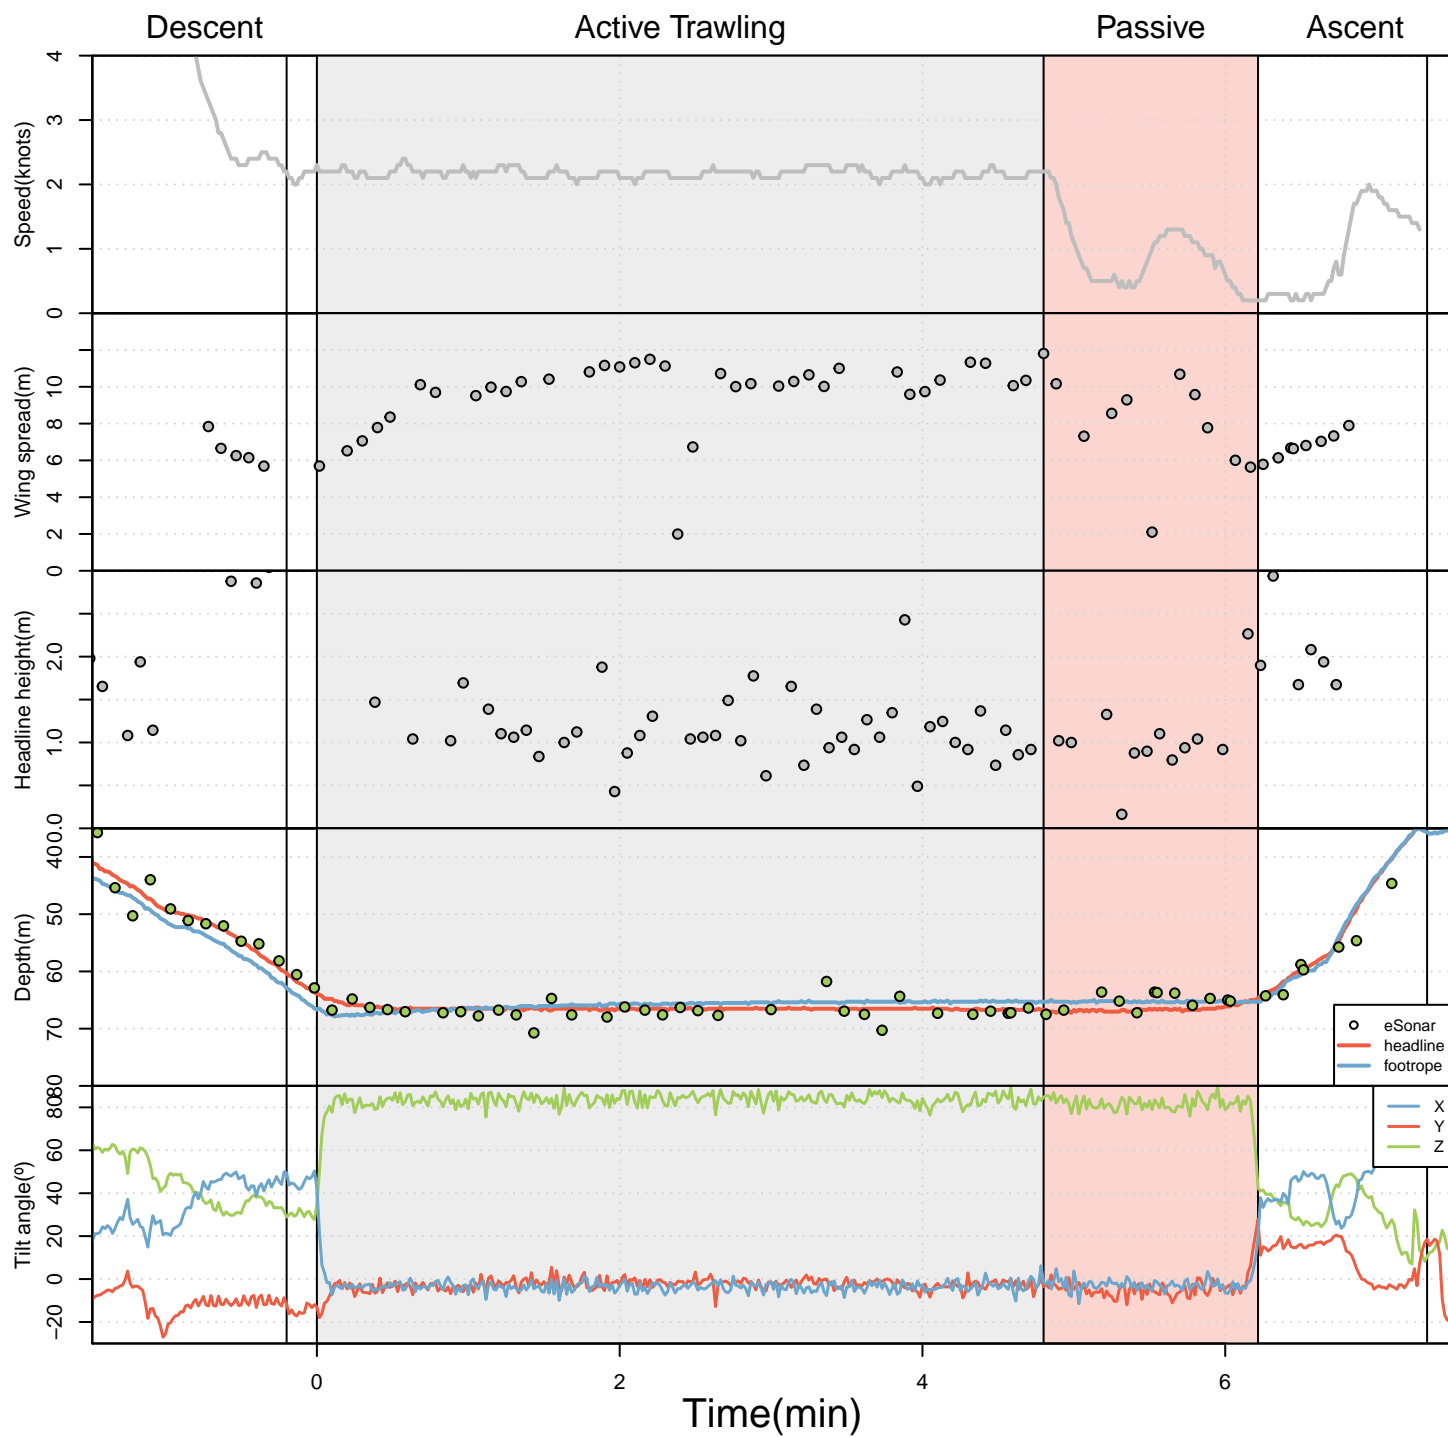 Descent Active Trawling Passive Ascent
Speed(knots)
4
3
2
1
0
Wing spread(m)
10
8
6
4
2
0
Headline height(m)
2.0
1.0
0.0
Depth(m)
40
50
60
70
80
eSonar
headline
footrope
Tilt angle(º)
80
60
40
20
0
−20
X
Y
Z
0 2 4 6
Time(min)